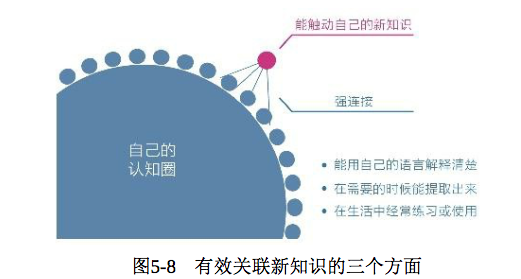 能触动自己的新知识
强连接
自己的
认知圈
• 能用自己的语言解释清楚
• 在需要的时候能提取出来
• 在生活中经常练习或使用
图5-8 有效关联新知识的三个方面